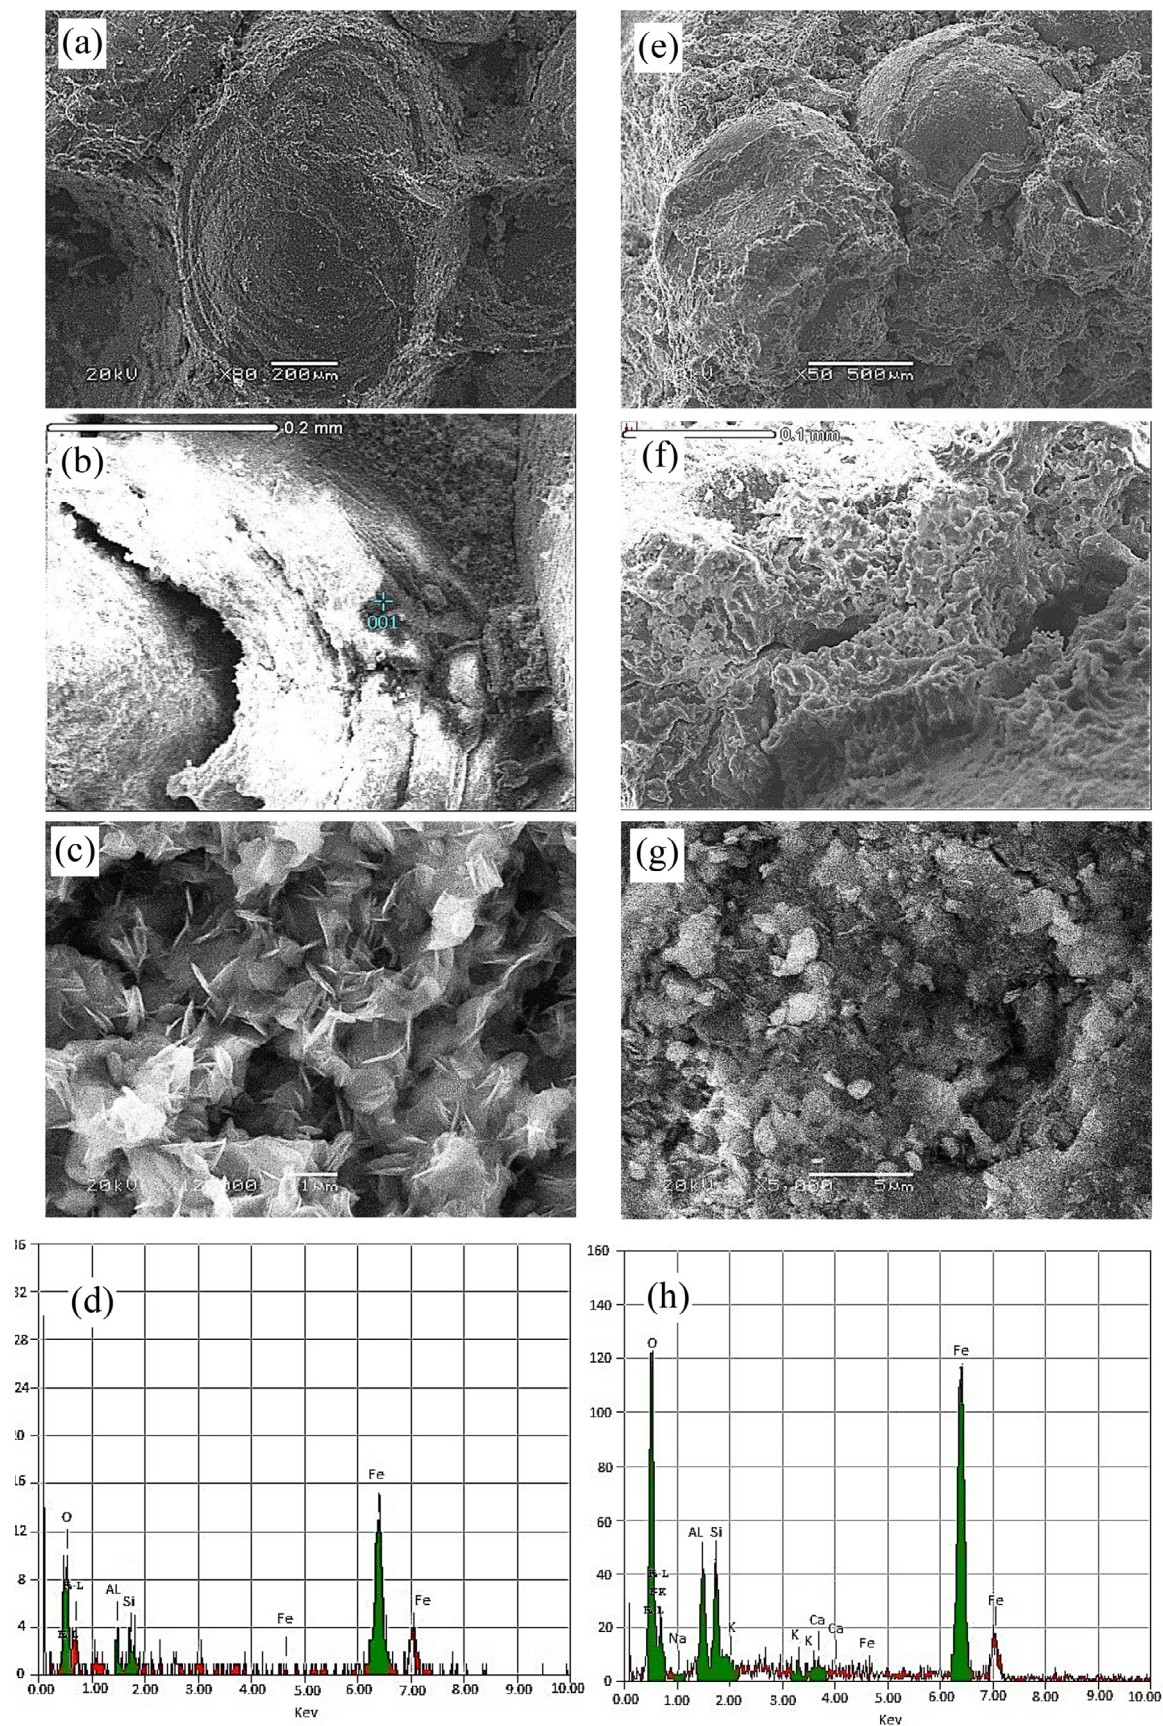 (a)
20kV X80 200µm
(e)
X50 500µm
0.2 mm
(b)
001
0.1 mm
(f)
(c)
1µm
(g)
20kV X5,000 5µm
(d)
32
28
24
12
8
4
0
O
AL
Si
Fe
Fe
Fe
0.00 1.00 2.00 3.00 4.00 5.00 6.00 7.00 8.00 9.00 10.00
Kev
(h)
160
140
120
100
80
60
40
20
0
O
Na
AL
Si
K
K
K
Ca
Ca
Fe
Fe
Fe
0.00 1.00 2.00 3.00 4.00 5.00 6.00 7.00 8.00 9.00 10.00
Kev